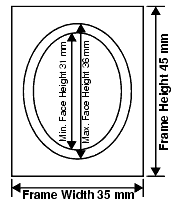 Min. Face Height 31 mm
Max. Face Height 36 mm
Frame Height 45 mm
Frame Width 35 mm